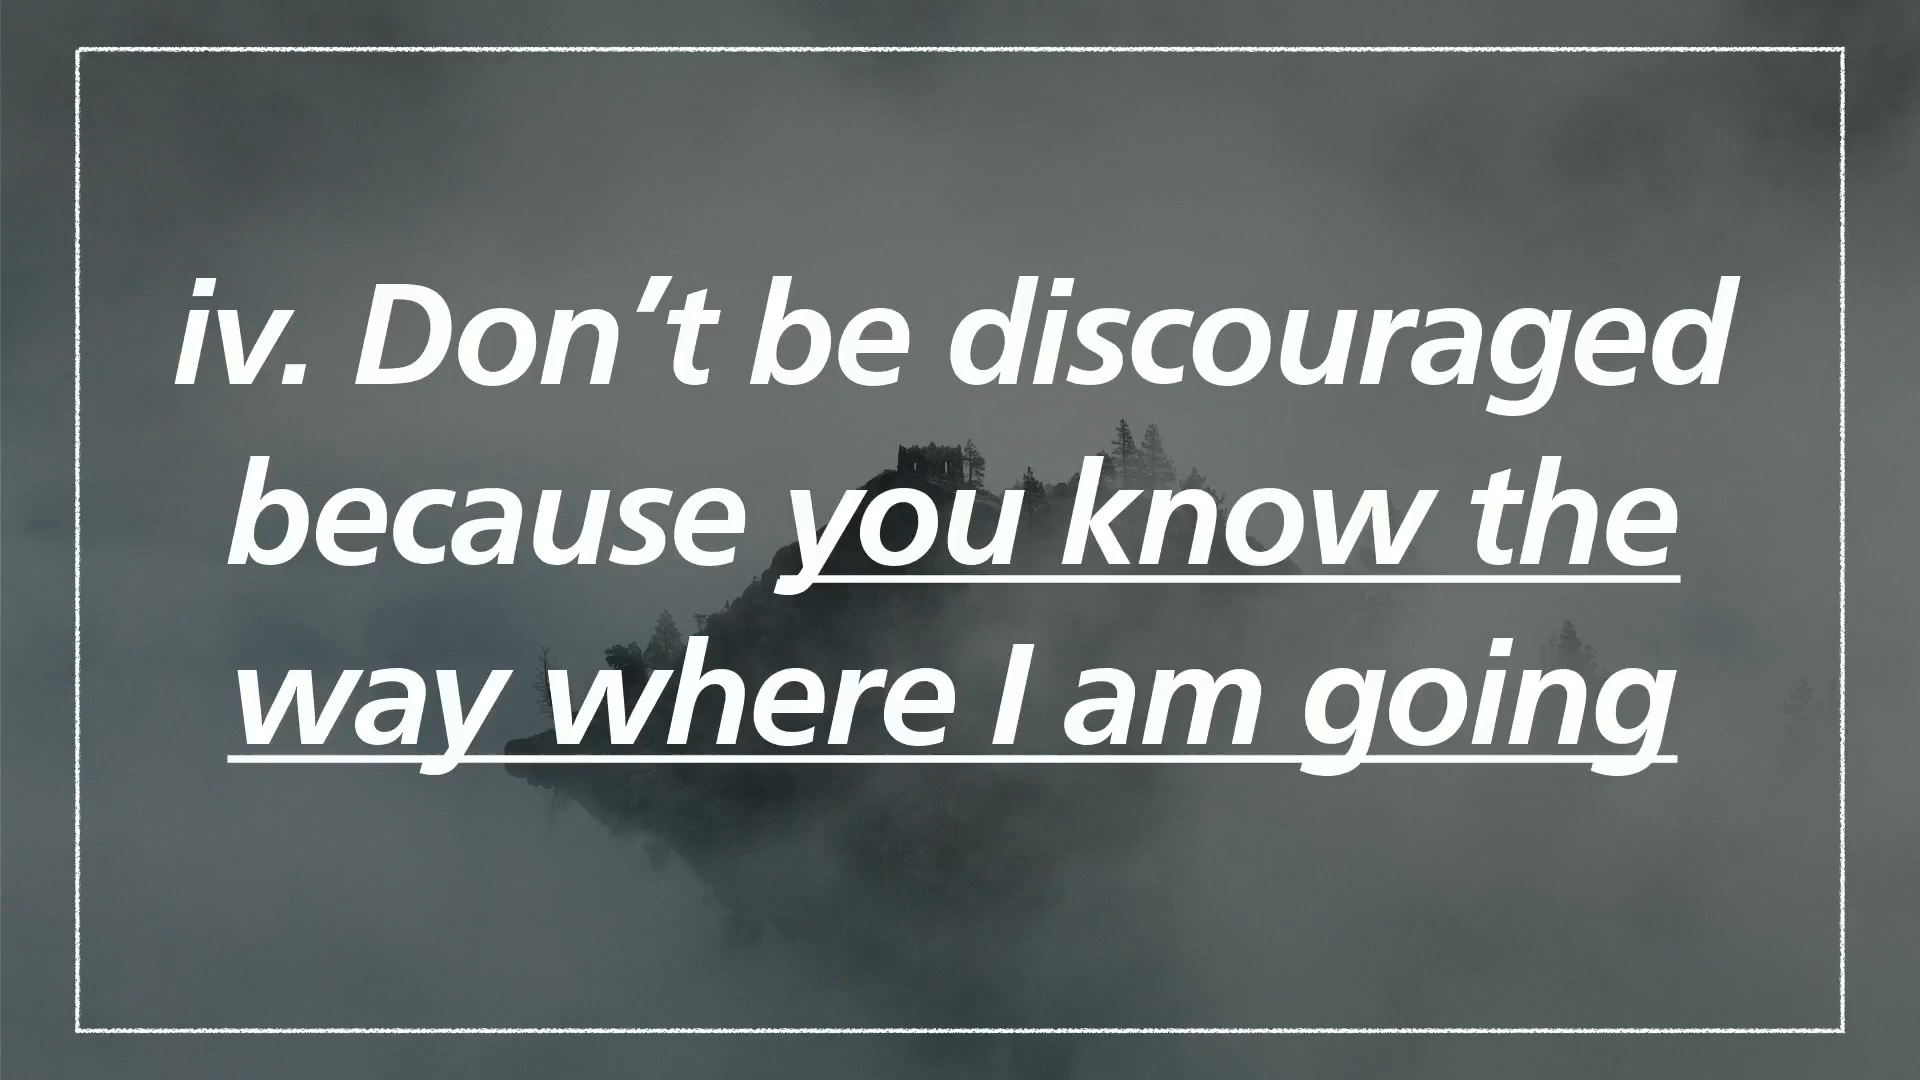 iv. Don’t be discouraged
because you know the
way where I am going